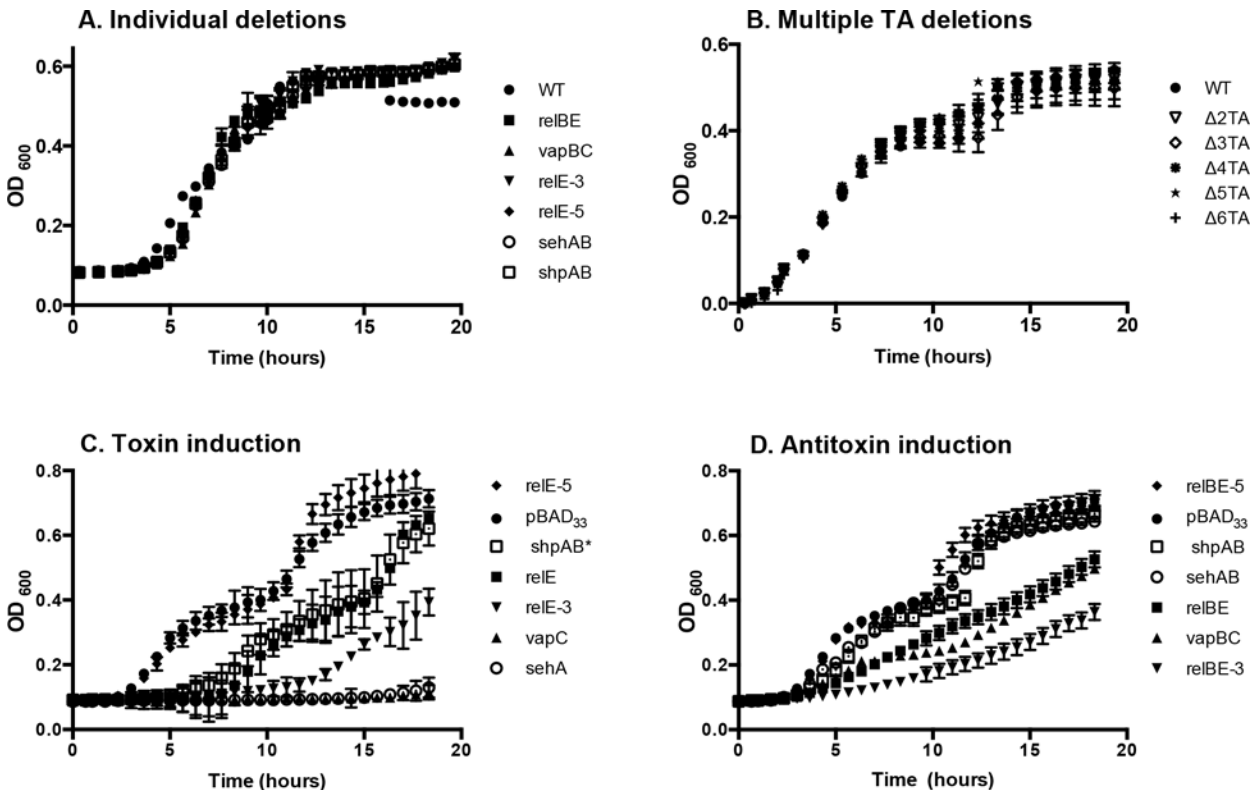 A. Individual deletions
OD 600
0.6
0.4
0.2
0.0
0
5
10
15
20
Time (hours)
WT
relBE
vapBC
relE-3
relE-5
sehAB
shpAB
B. Multiple TA deletions
OD 600
0.6
0.4
0.2
0.0
0
5
10
15
20
Time (hours)
WT
Δ2TA
Δ3TA
Δ4TA
Δ5TA
Δ6TA
C. Toxin induction
OD 600
0.8
0.6
0.4
0.2
0.0
0
5
10
15
20
Time (hours)
relE-5
pBAD33
shpAB*
relE
relE-3
vapC
sehA
D. Antitoxin induction
OD 600
0.8
0.6
0.4
0.2
0.0
0
5
10
15
20
Time (hours)
relBE-5
pBAD33
shpAB
sehAB
relBE
vapBC
relBE-3